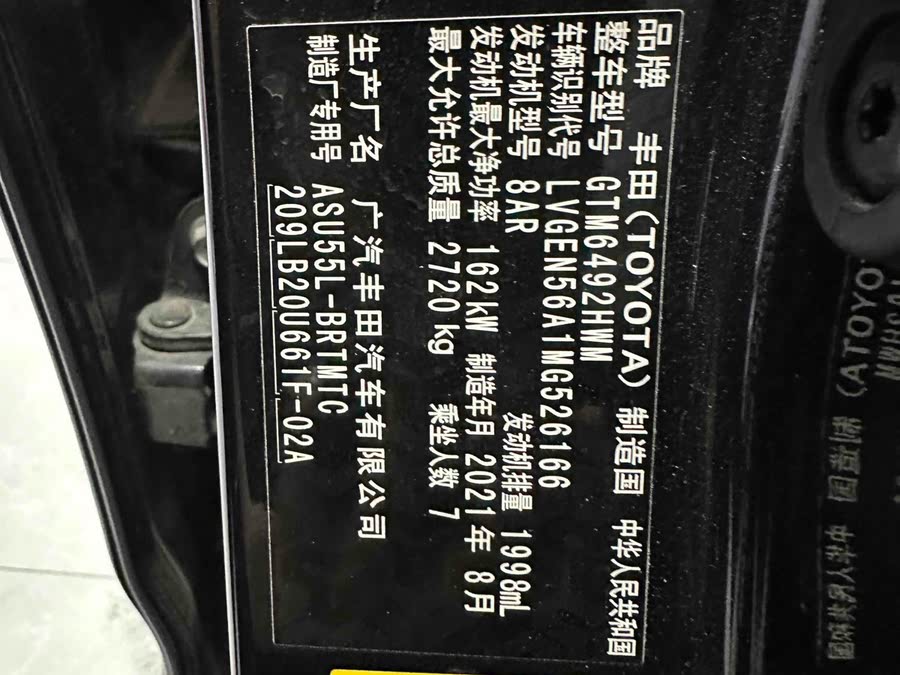 品牌 丰田(TOYOTA) 制造国 中华人民共和国
整车型号 GTM6492HWM
车辆识别代号 LVGEN56A1MG526166
发动机型号 8AR 发动机排量 1998mL
发动机最大净功率 162kW 制造年月 2021年 8月
最大允许总质量 2720kg 乘坐人数 7
生产厂名 广汽丰田汽车有限公司
制造厂专用号 ASU55L-BRTMTC
209LB20U661F-02A